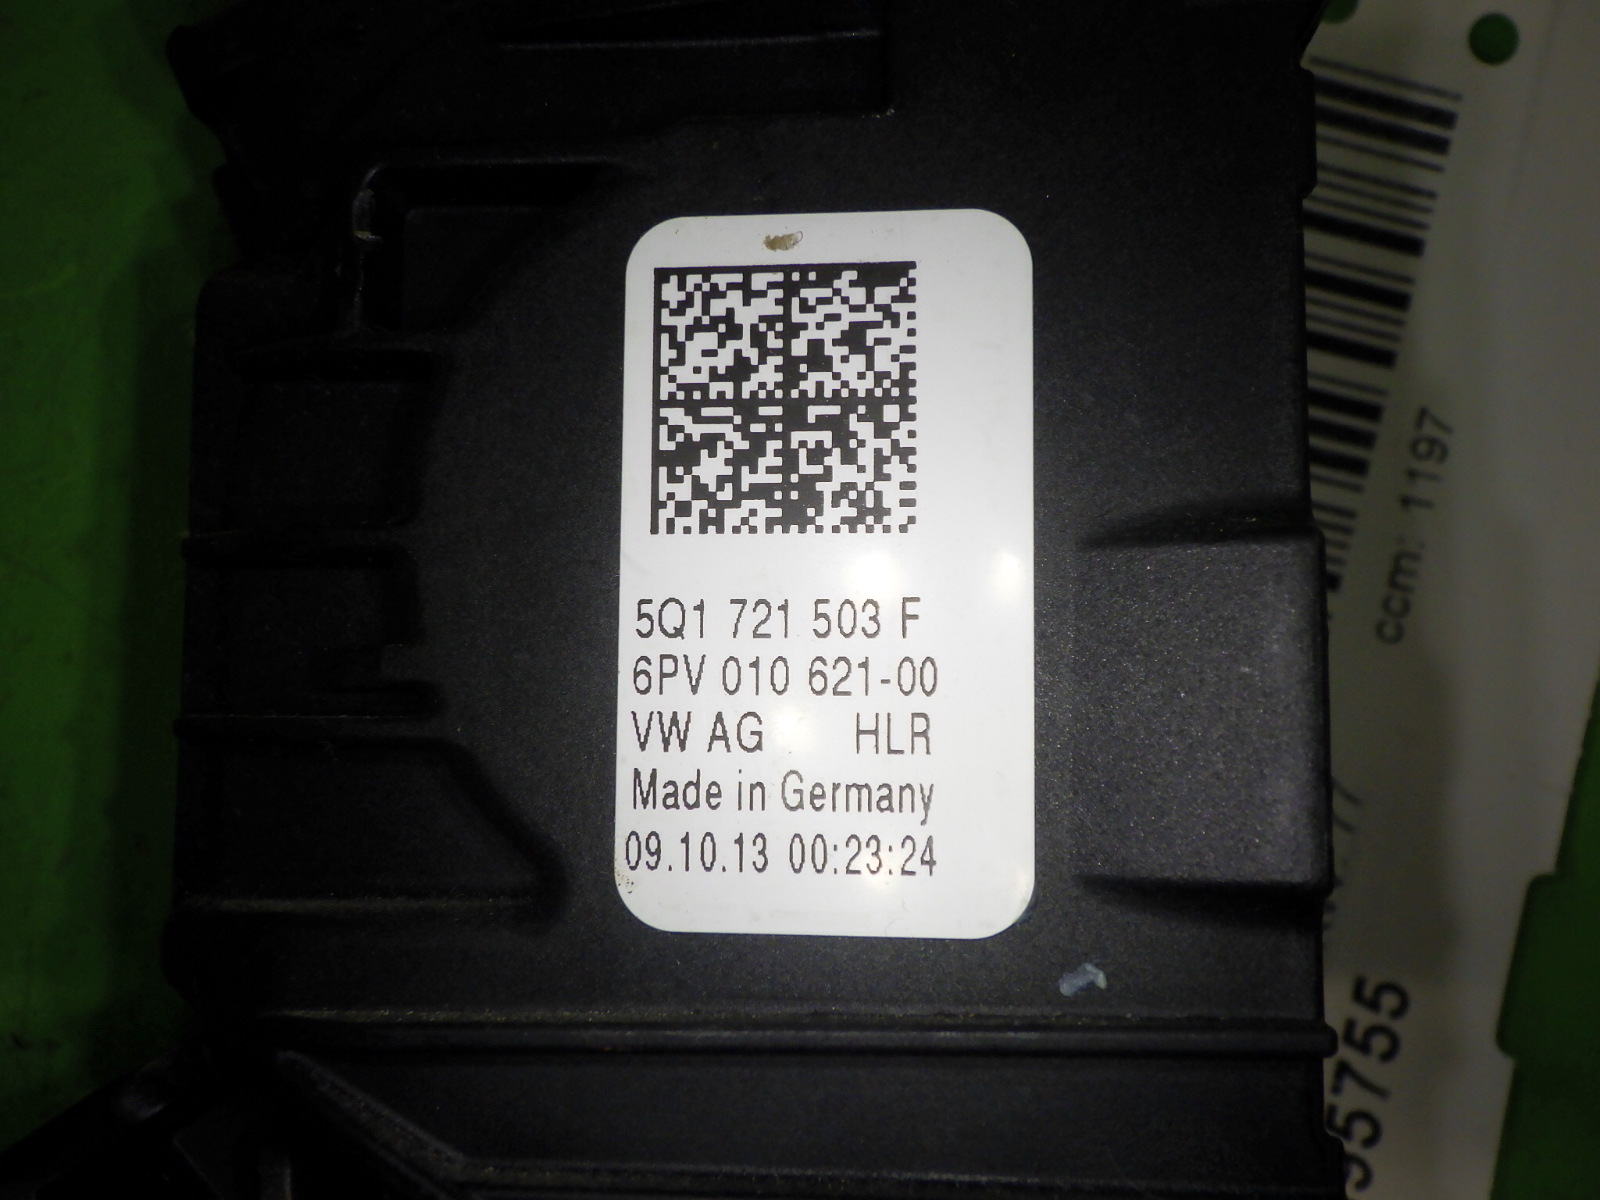 5Q1 721 503 F
6PV 010 621-00
VW AG HLR
Made in Germany
09.10.13 00:23:24
ccm: 1197
5755